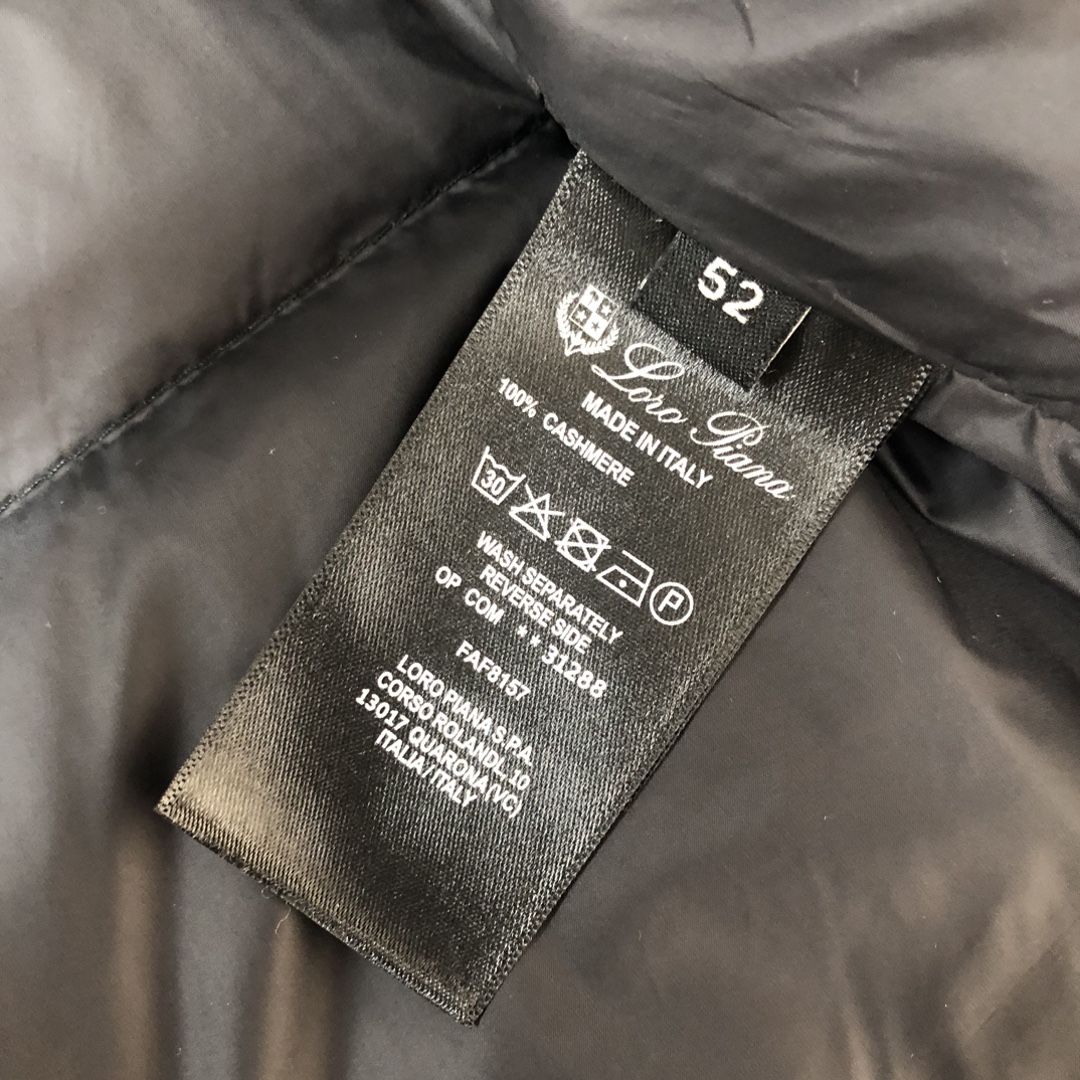 52
Loro Piana
MADE IN ITALY
100% CASHMERE
30
P
WASH SEPARATELY
REVERSE SIDE
OP COM **31288
FAF8157
LORO PIANA S.P.A.
CORSO ROLANDI, 10
13017 QUARONA (VC)
ITALIA/ITALY